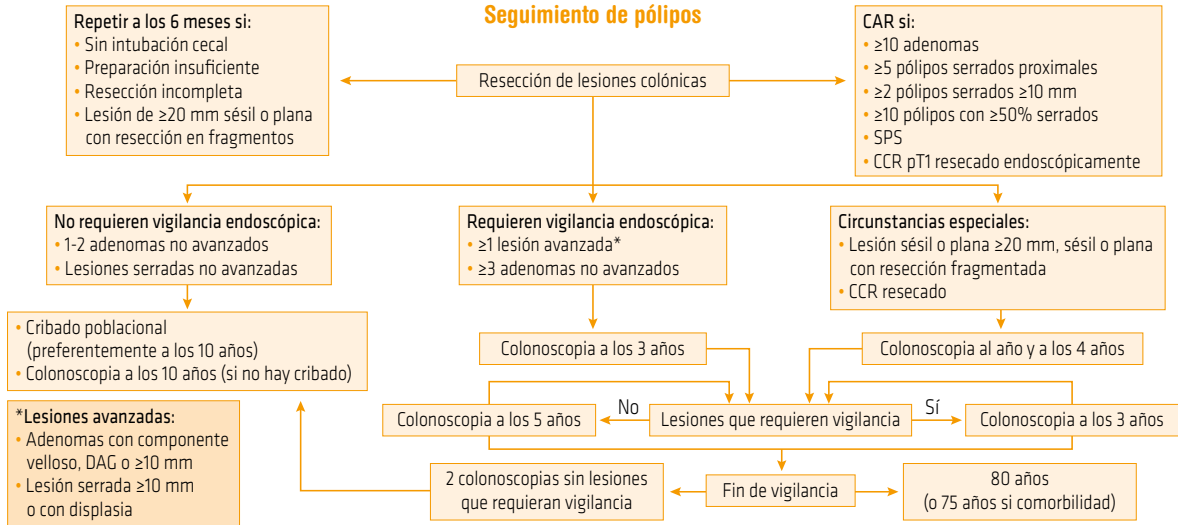 Seguimiento de pólipos
Repetir a los 6 meses si:
• Sin intubación cecal
• Preparación insuficiente
• Resección incompleta
• Lesión de ≥20 mm sésil o plana
con resección en fragmentos
Resección de lesiones colónicas
CAR si:
• ≥10 adenomas
• ≥5 pólipos serrados proximales
• ≥2 pólipos serrados ≥10 mm
• ≥10 pólipos con ≥50% serrados
• SPS
• CCR pT1 resecado endoscópicamente
No requieren vigilancia endoscópica:
• 1-2 adenomas no avanzados
• Lesiones serradas no avanzadas
Requieren vigilancia endoscópica:
• ≥1 lesión avanzada*
• ≥3 adenomas no avanzados
Circunstancias especiales:
• Lesión sésil o plana ≥20 mm, sésil o plana
con resección fragmentada
• CCR resecado
• Cribado poblacional
(preferentemente a los 10 años)
• Colonoscopia a los 10 años (si no hay cribado)
Colonoscopia a los 3 años
Colonoscopia al año y a los 4 años
*Lesiones avanzadas:
• Adenomas con componente
velloso, DAG o ≥10 mm
• Lesión serrada ≥10 mm
o con displasia
Colonoscopia a los 5 años
No
Lesiones que requieren vigilancia
Sí
Colonoscopia a los 3 años
2 colonoscopias sin lesiones
que requieran vigilancia
Fin de vigilancia
80 años
(o 75 años si comorbilidad)